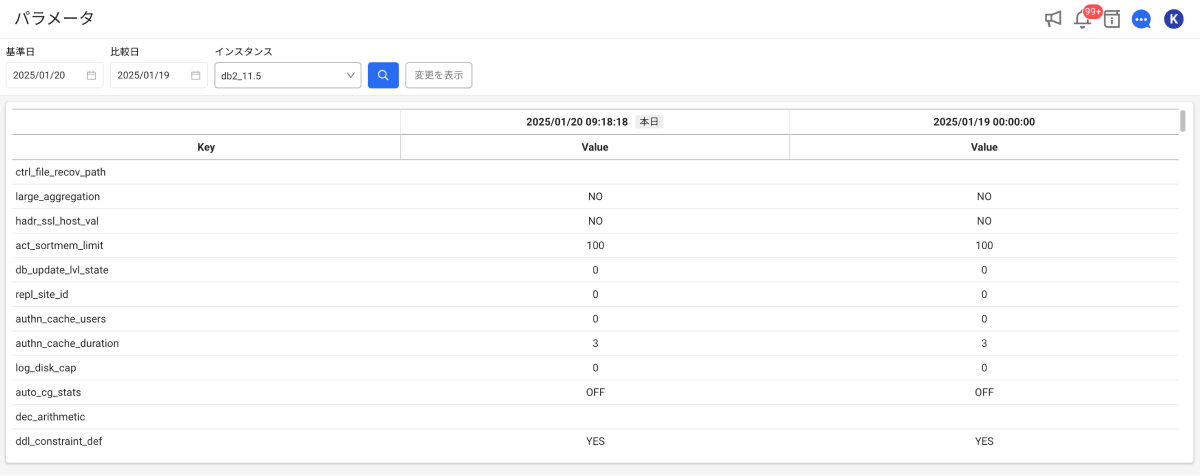 パラメータ
99+
K
基準日 比較日 インスタンス
2025/01/20 2025/01/19 db2_11.5 変更を表示
2025/01/20 09:18:18 本日 2025/01/19 00:00:00
Key Value Value
ctrl_file_recov_path
large_aggregation NO NO
hadr_ssl_host_val NO NO
act_sortmem_limit 100 100
db_update_lvl_state 0 0
repl_site_id 0 0
authn_cache_users 0 0
authn_cache_duration 3 3
log_disk_cap 0 0
auto_cg_stats OFF OFF
dec_arithmetic
ddl_constraint_def YES YES